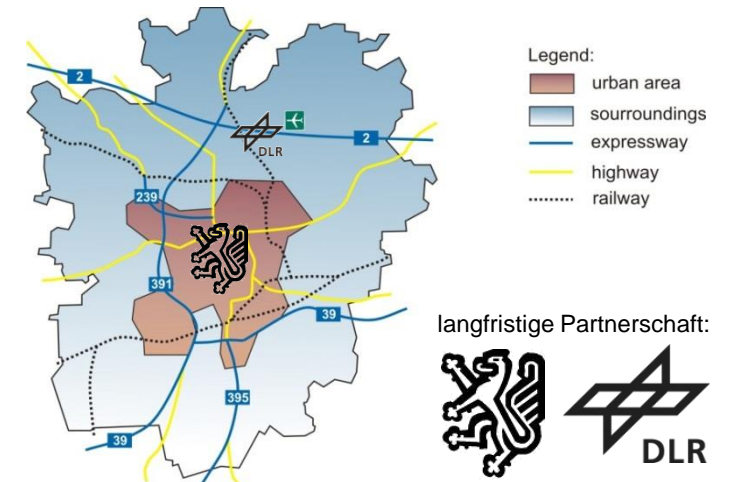 2
DLR
2
239
391
39
395
39
Legend:
urban area
sourroundings
expressway
highway
railway
langfristige Partnerschaft:
DLR